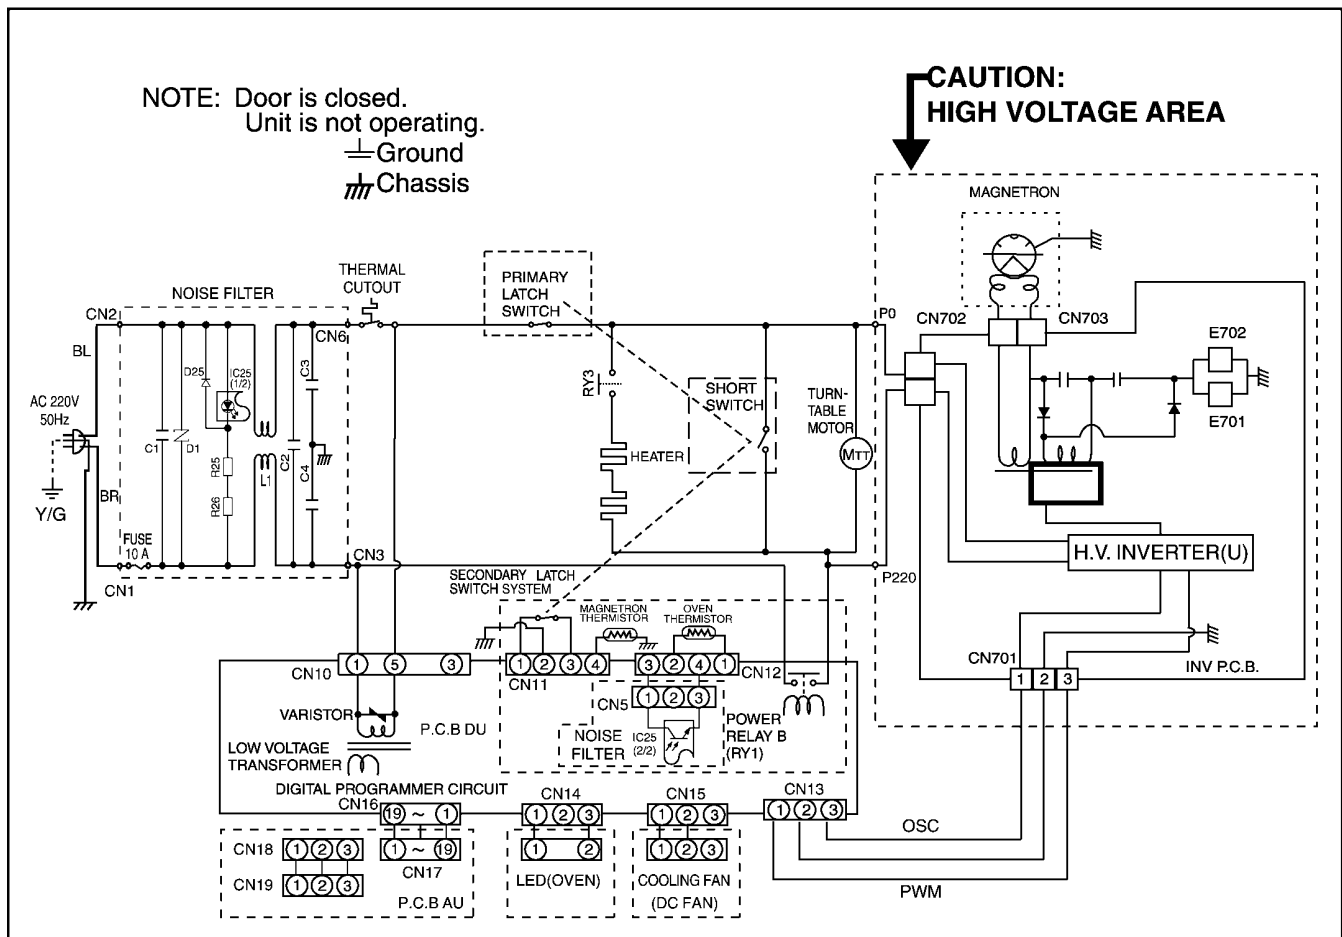 NOTE: Door is closed.
Unit is not operating.
Ground
Chassis
CAUTION:
HIGH VOLTAGE AREA
MAGNETRON
THERMAL
CUTOUT
PRIMARY
LATCH
SWITCH
NOISE FILTER
CN2
CN6
P0
CN702
CN703
E702
E701
BL
D25
IC25
(1/2)
C3
AC 220V
50Hz
C1
D1
R25
R26
L1
C2
C4
RY3
SHORT
SWITCH
TURN-
TABLE
MOTOR
HEATER
MTT
BR
Y/G
FUSE
10 A
CN1
CN3
H.V. INVERTER(U)
P220
SECONDARY LATCH
SWITCH SYSTEM
MAGNETRON
THERMISTOR
OVEN
THERMISTOR
CN10
1 5 3
CN11
1 2 3 4
3 2 4 1
CN12
CN701
1 2 3
INV P.C.B.
CN5
1 2 3
VARISTOR
P.C.B DU
NOISE
FILTER
IC25
(2/2)
POWER
RELAY B
(RY1)
LOW VOLTAGE
TRANSFORMER
DIGITAL PROGRAMMER CIRCUIT
CN16
19 ~ 1
CN14
1 2 3
CN15
1 2 3
CN13
1 2 3
OSC
CN18
1 2 3
1 ~ 19
CN17
1 2
1 2 3
CN19
1 2 3
P.C.B AU
LED(OVEN)
COOLING FAN
(DC FAN)
PWM